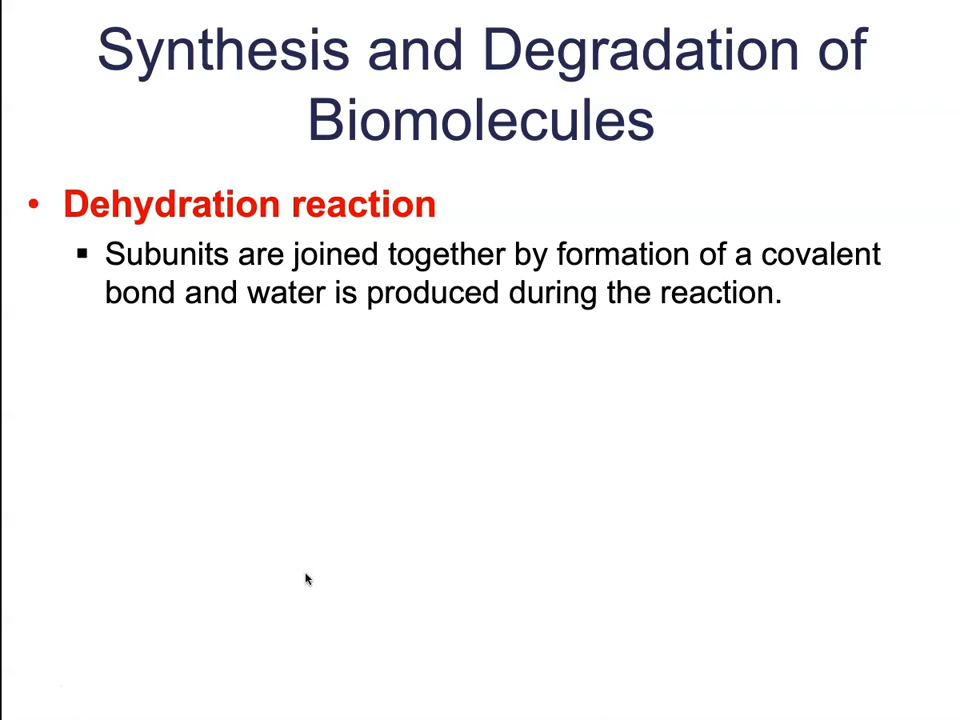 Synthesis and Degradation of
Biomolecules
• Dehydration reaction
▪ Subunits are joined together by formation of a covalent
bond and water is produced during the reaction.